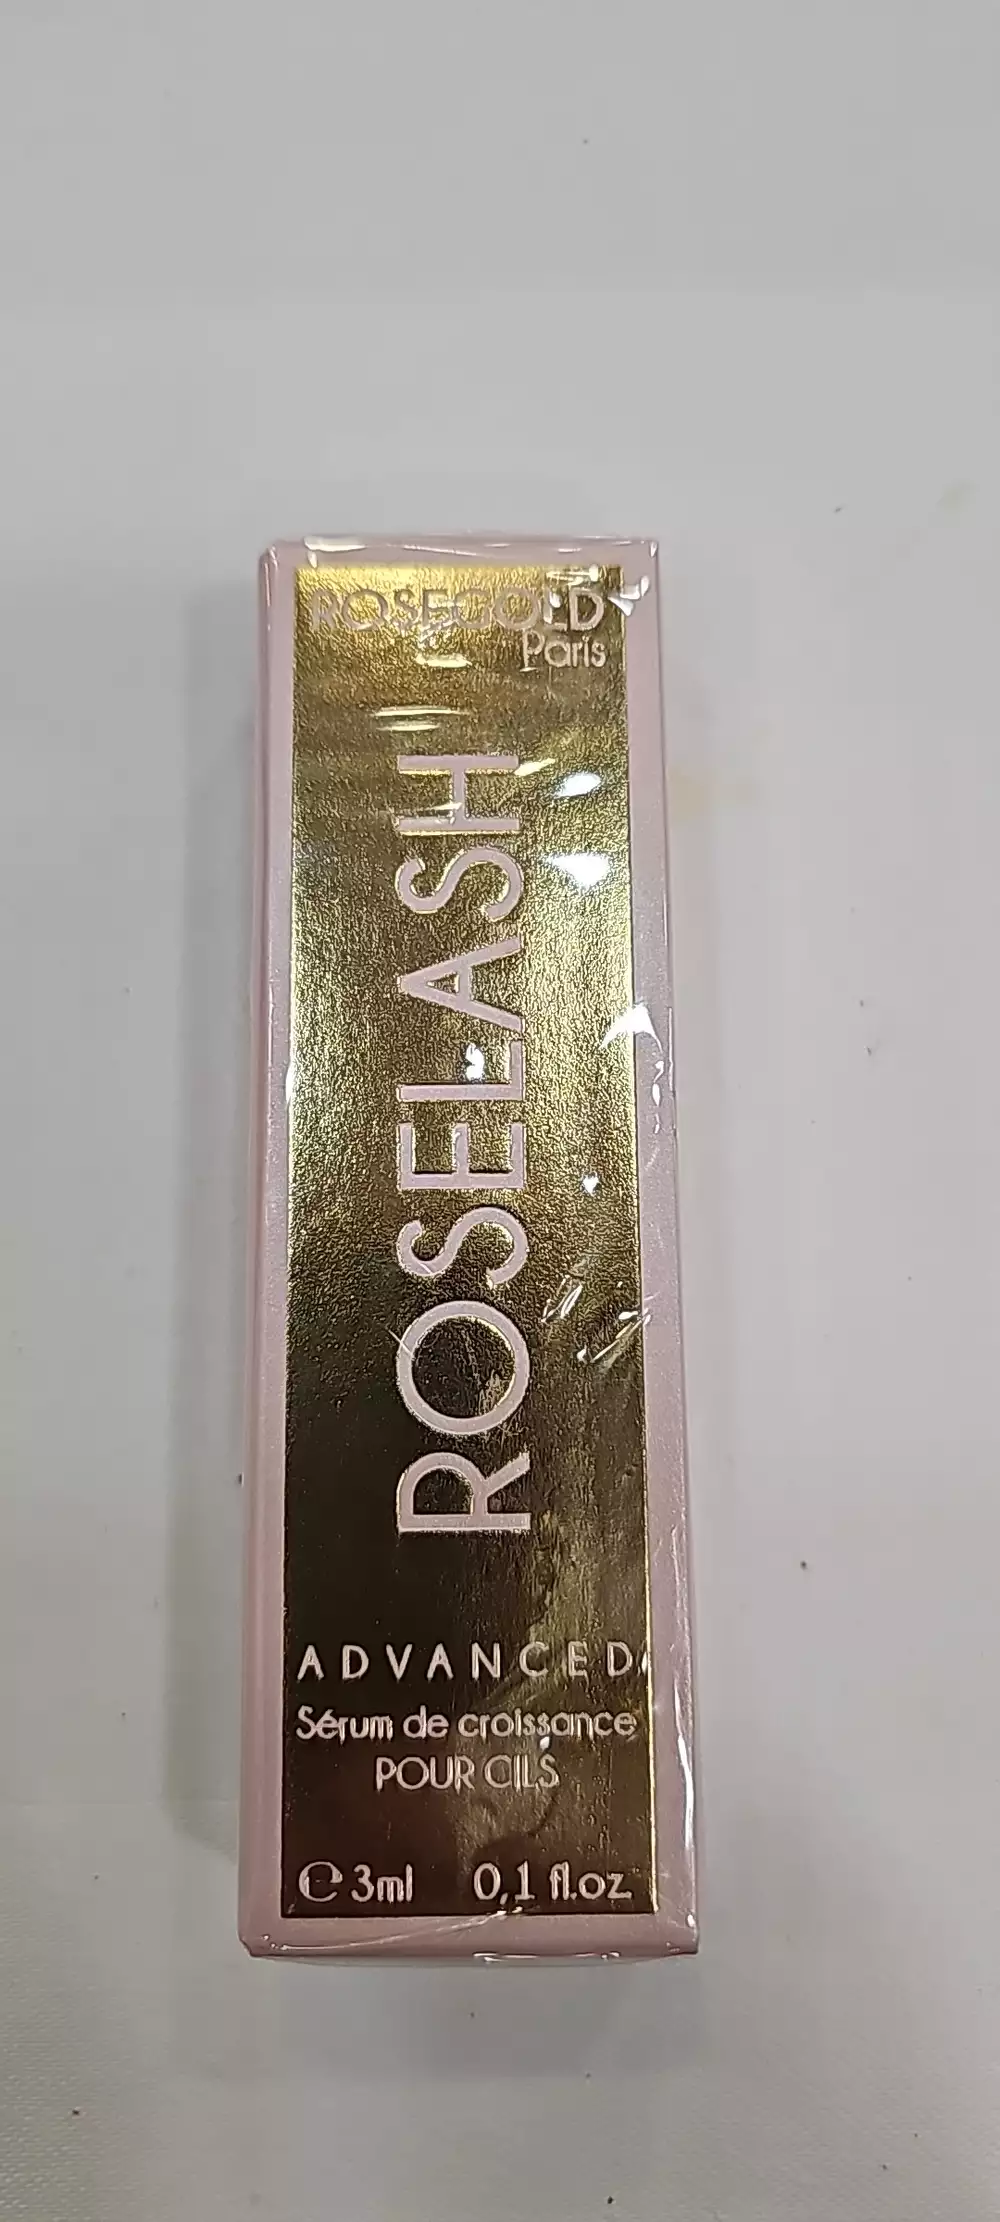 ROSEGOLD
Paris
ROSELASH
ADVANCED
Sérum de croissance
POUR CILS
℮ 3ml 0,1 fl.oz